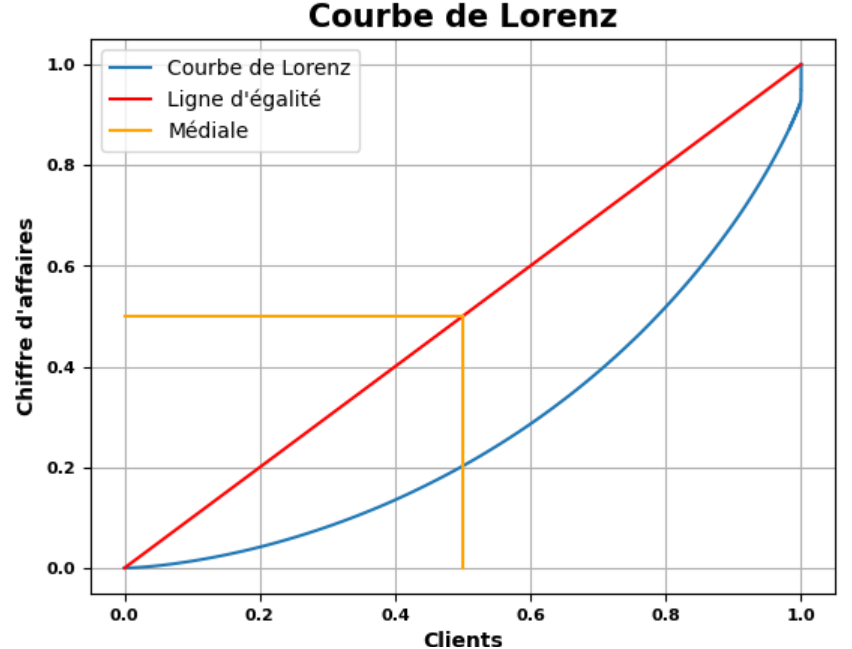 Courbe de Lorenz
Courbe de Lorenz
Ligne d'égalité
Médiale
Chiffre d'affaires
1.0
0.8
0.6
0.4
0.2
0.0
0.0 0.2 0.4 0.6 0.8 1.0
Clients